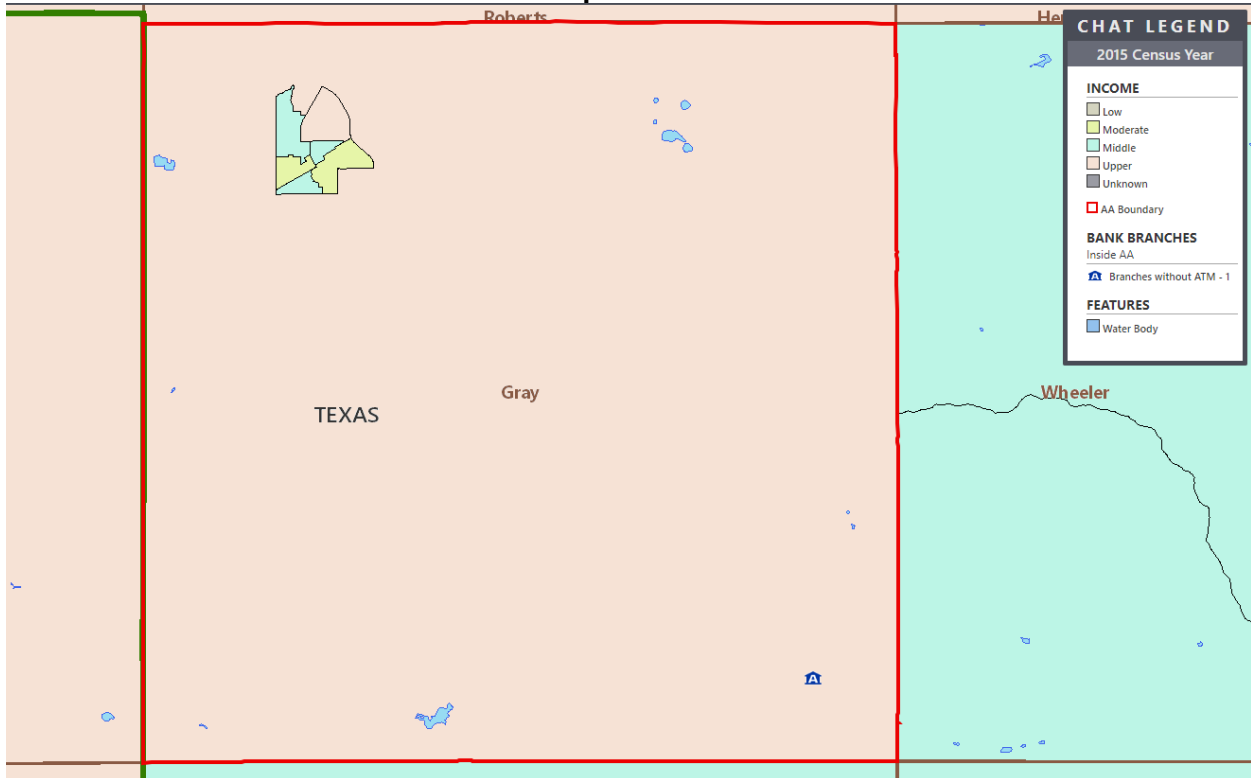 Roberts
He
CHAT LEGEND
2015 Census Year
INCOME
Low
Moderate
Middle
Upper
Unknown
AA Boundary
BANK BRANCHES
Inside AA
A Branches without ATM - 1
FEATURES
Water Body
Gray
Wheeler
TEXAS
A